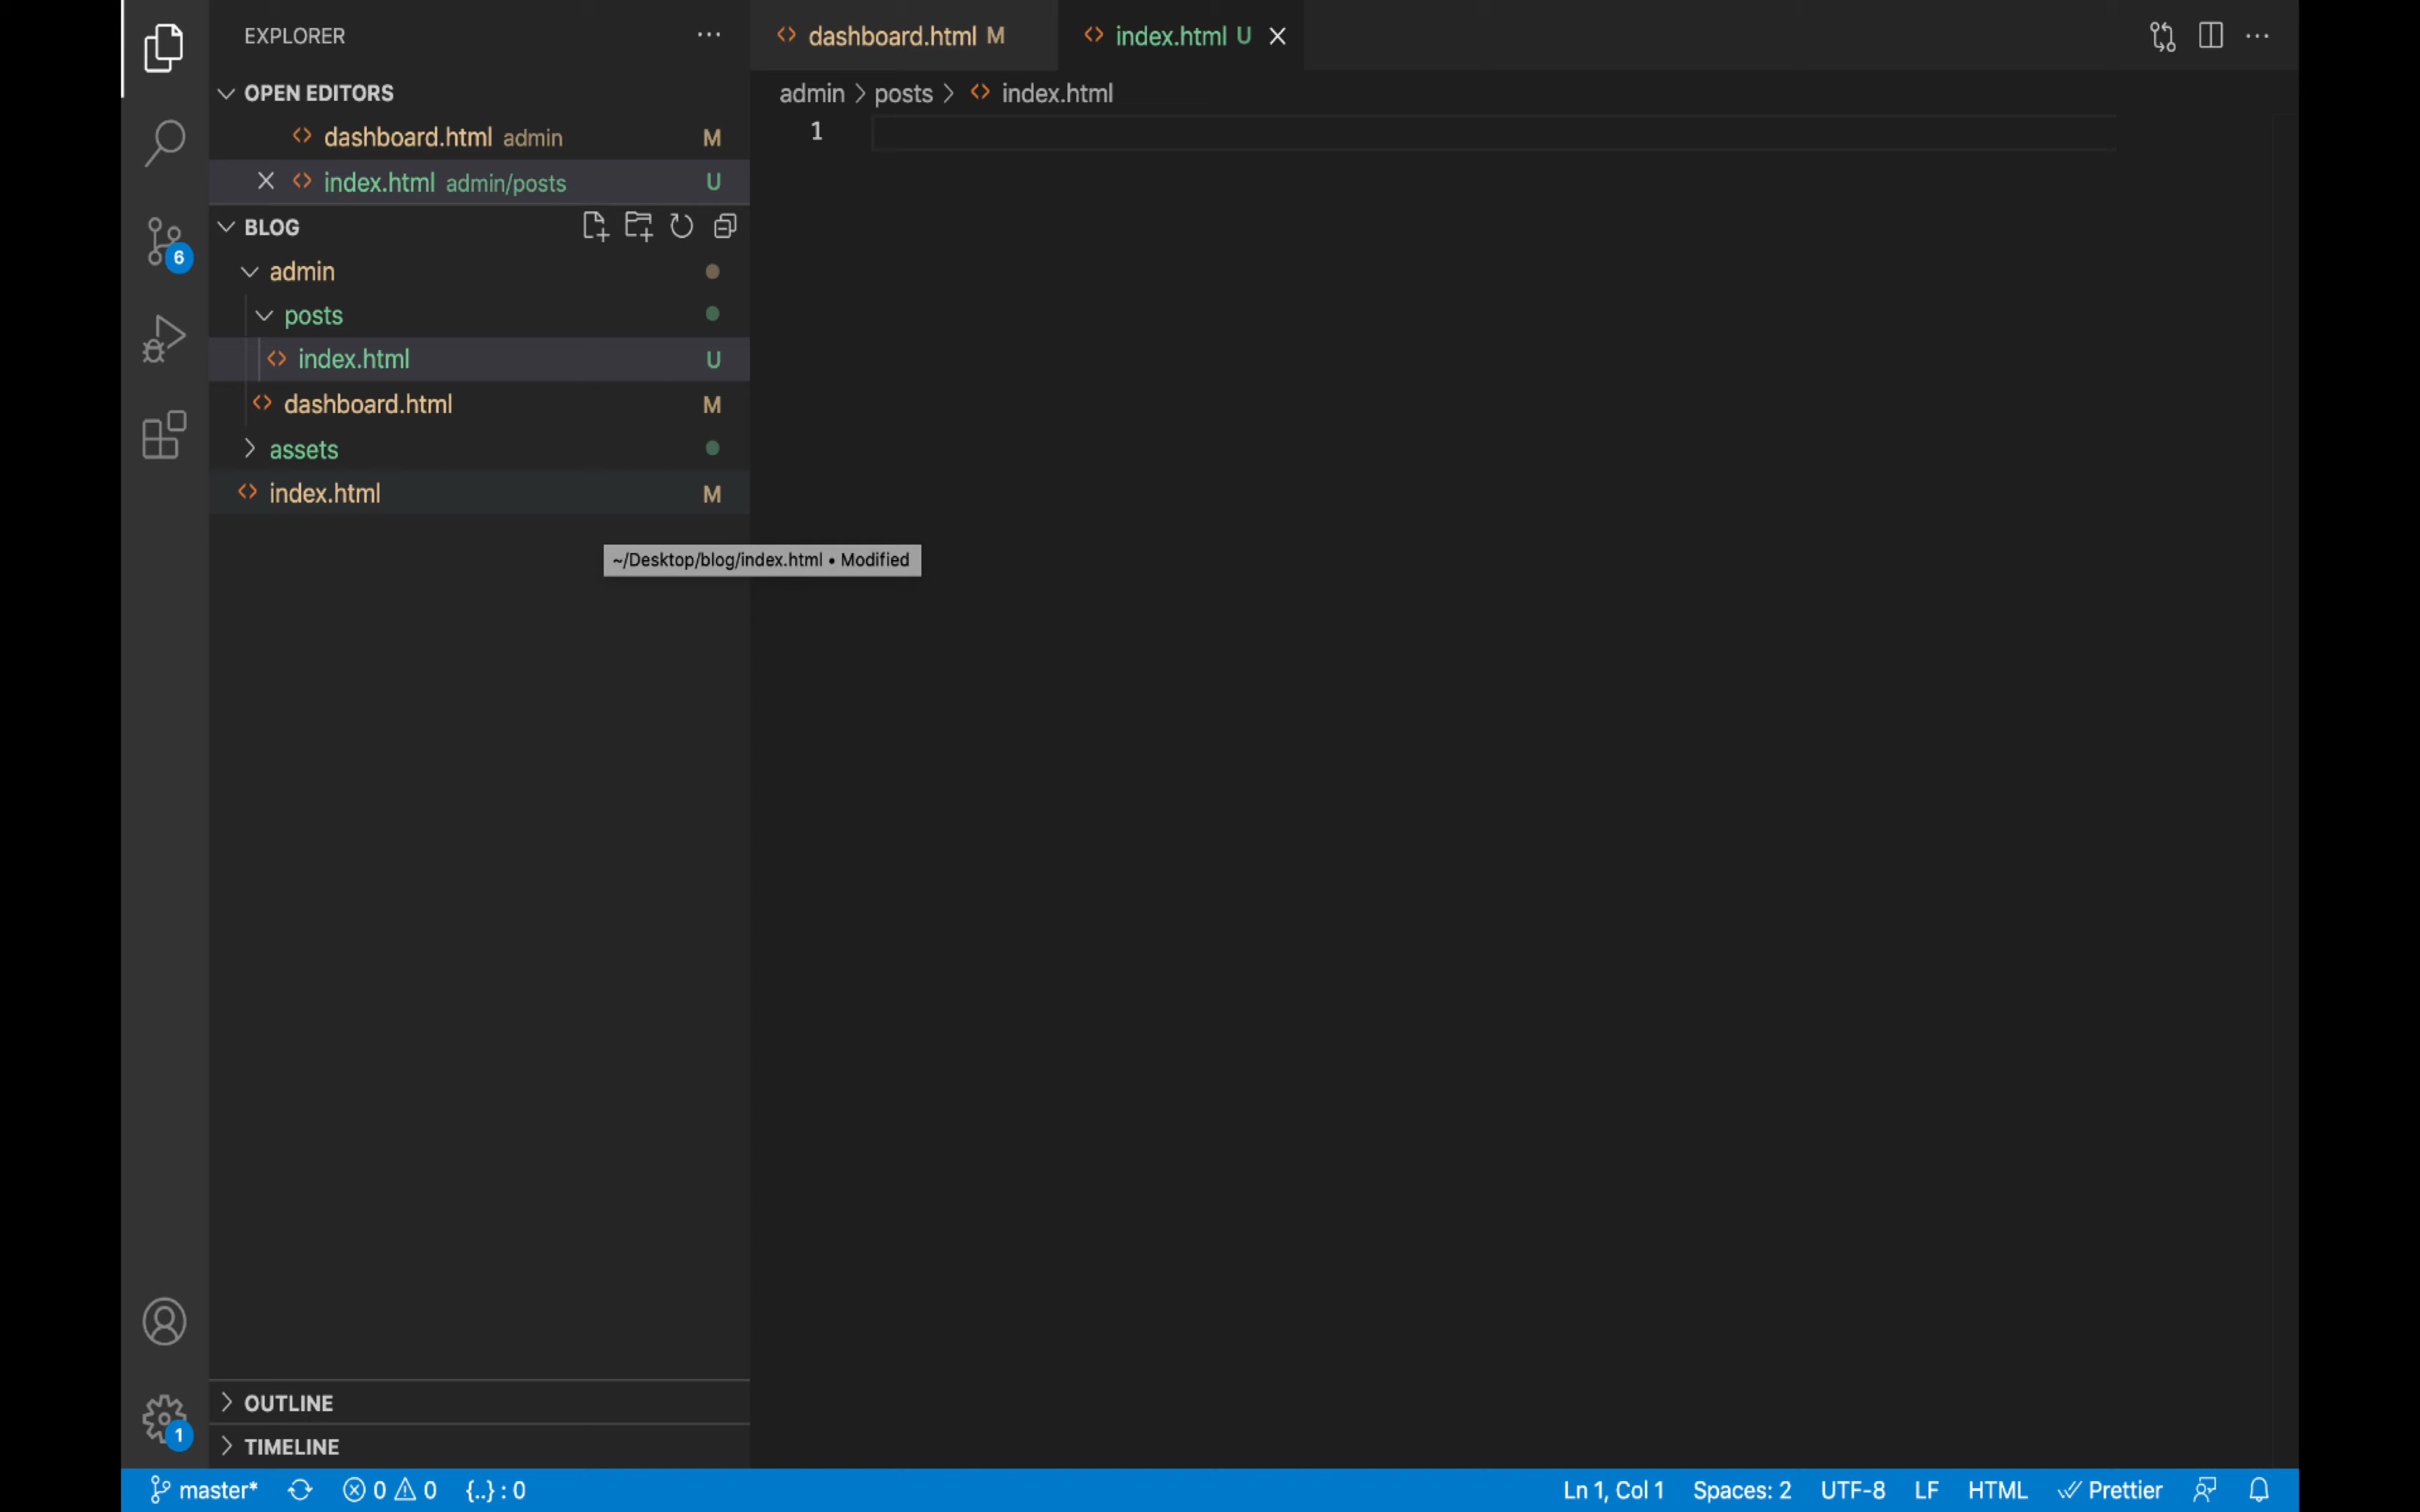 EXPLORER
OPEN EDITORS
dashboard.html admin M
index.html admin/posts U
BLOG
admin
posts
index.html U
dashboard.html M
assets
index.html M
~/Desktop/blog/index.html • Modified
OUTLINE
TIMELINE
6
1
dashboard.html M
index.html U
admin > posts > index.html
1
master* 0 0 {..} : 0
Ln 1, Col 1 Spaces: 2 UTF-8 LF HTML Prettier